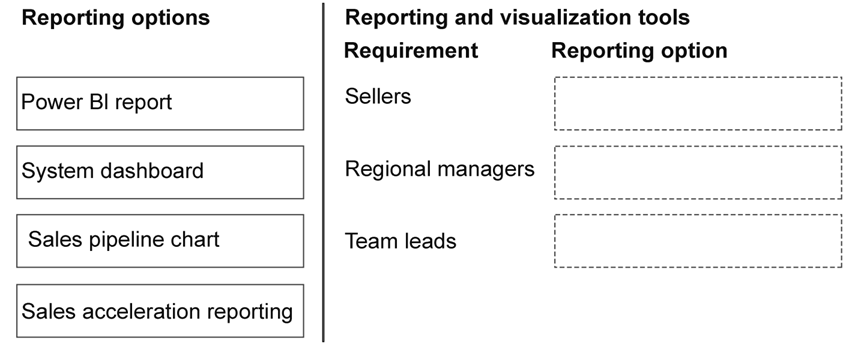 Reporting options
Power BI report
System dashboard
Sales pipeline chart
Sales acceleration reporting
Reporting and visualization tools
Requirement Reporting option
Sellers
Regional managers
Team leads